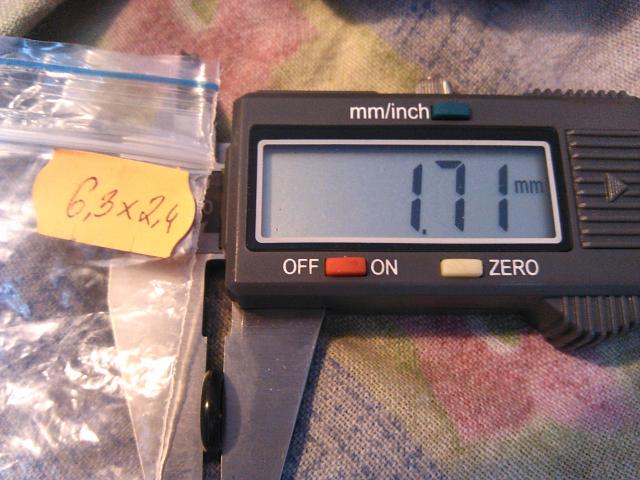 6,3x2,4
mm/inch
1.71 mm
OFF ON ZERO